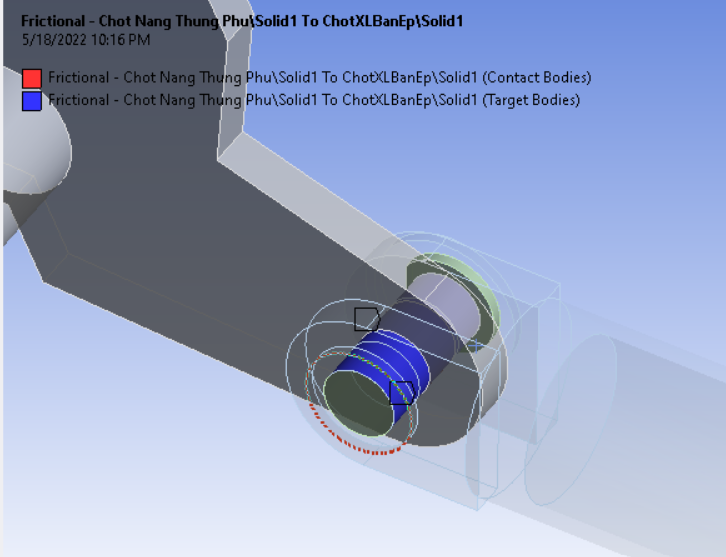 Frictional - Chot Nang Thung Phu\Solid1 To ChotXLBanEp\Solid1
5/18/2022 10:16 PM
Frictional - Chot Nang Thung Phu\Solid1 To ChotXLBanEp\Solid1 (Contact Bodies)
Frictional - Chot Nang Thung Phu\Solid1 To ChotXLBanEp\Solid1 (Target Bodies)